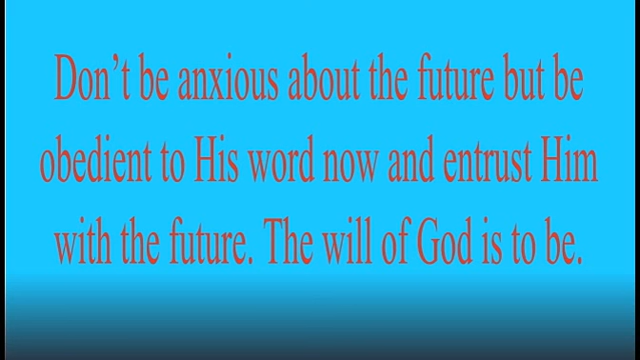 Don’t be anxious about the future but be
obedient to His word now and entrust Him
with the future. The will of God is to be.